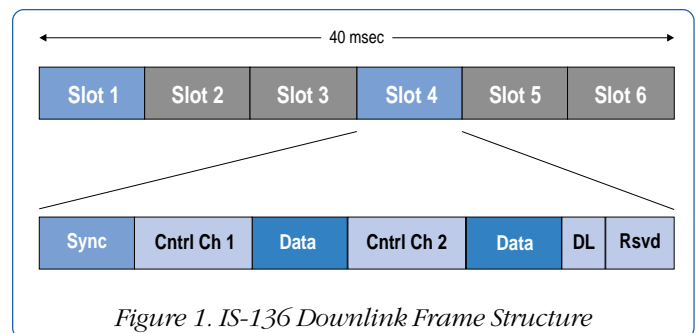 40 msec
Slot 1 Slot 2 Slot 3 Slot 4 Slot 5 Slot 6
Sync Cntrl Ch 1 Data Cntrl Ch 2 Data DL Rsvd
Figure 1. IS-136 Downlink Frame Structure